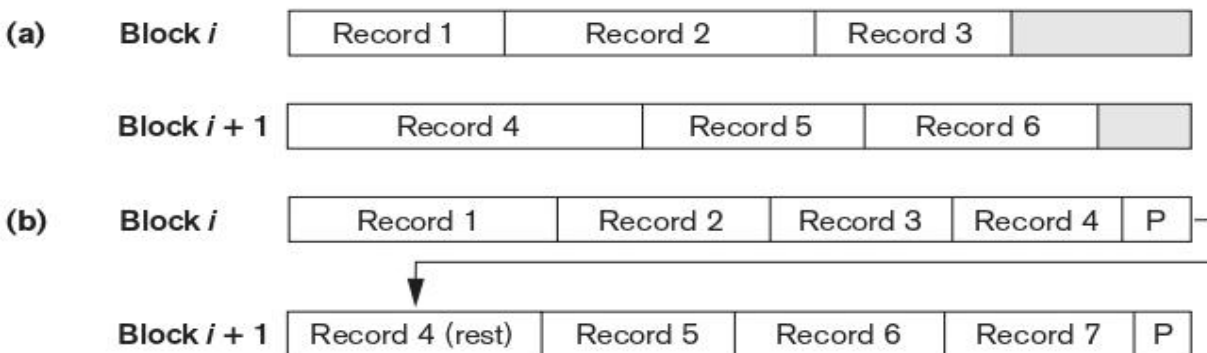 (a) Block i Record 1 Record 2 Record 3
Block i + 1 Record 4 Record 5 Record 6
(b) Block i Record 1 Record 2 Record 3 Record 4 P
Block i + 1 Record 4 (rest) Record 5 Record 6 Record 7 P